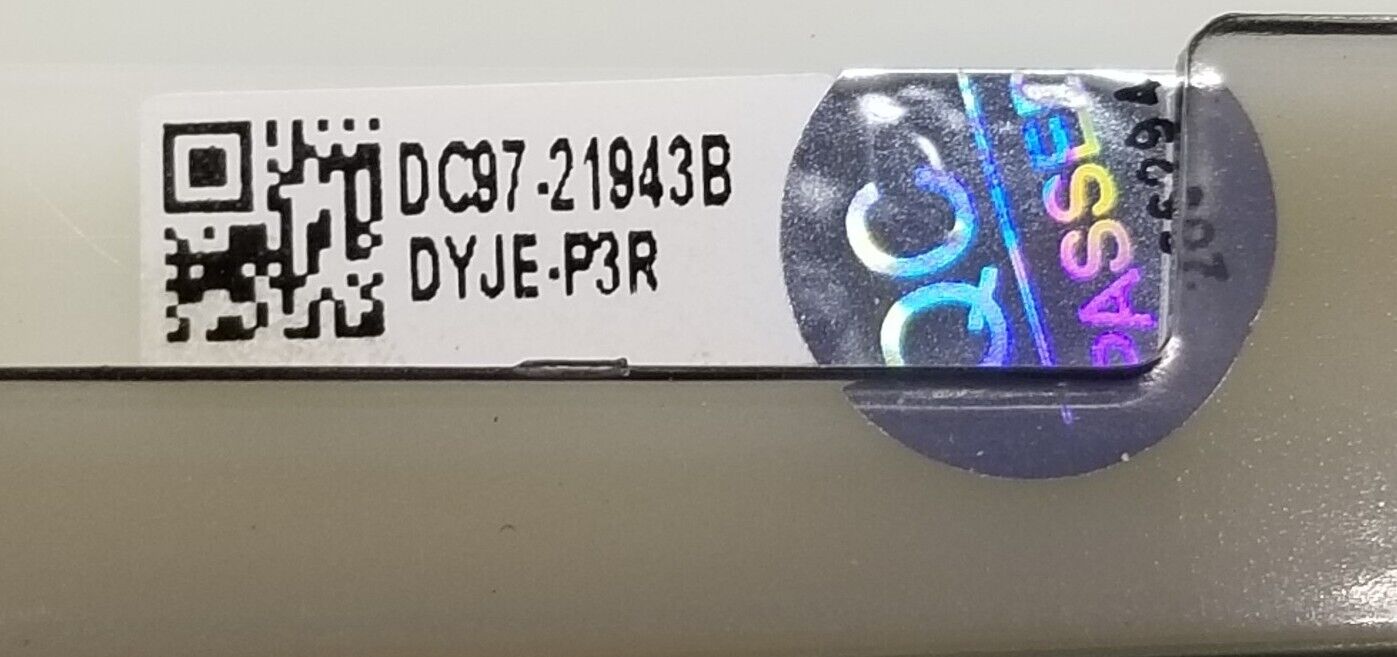 DC97-21943B
DYJE-P3R
QC
PASSED